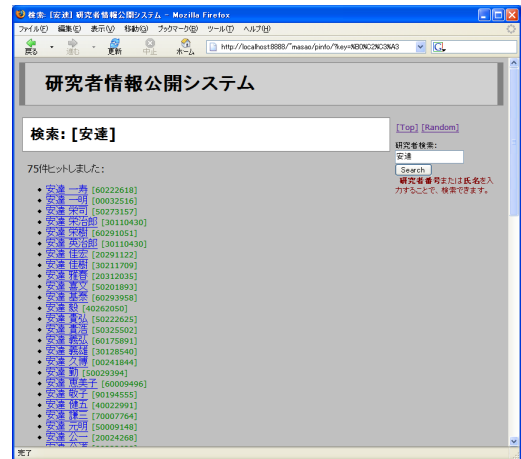 検索: [安達] 研究者情報公開システム - Mozilla Firefox
ファイル(F) 編集(E) 表示(V) 移動(G) ブックマーク(B) ツール(T) ヘルプ(H)
戻る 進む 更新 中止 ホーム http://localhost8888/~masao/pinfo/?key=%B0%C2%C3%A3 G
研究者情報公開システム
検索: [安達]
[Top] [Random]
研究者検索:
安達
Search
研究者番号または氏名を入
力することで、検索できます。
75件ヒットしました:
安達 一寿 [60222618]
安達 一明 [00032516]
安達 栄司 [50273157]
安達 栄治郎 [30110430]
安達 栄樹 [60291051]
安達 英治郎 [30110430]
安達 佳宏 [20291122]
安達 佳樹 [30211709]
安達 雅春 [20312035]
安達 喜文 [50201893]
安達 基泰 [60293958]
安達 毅 [40262050]
安達 貴弘 [50222625]
安達 貴浩 [50325502]
安達 義弘 [60175891]
安達 義雄 [30128540]
安達 久博 [00241844]
安達 勤 [50029394]
安達 恵美子 [60009496]
安達 敬子 [90194555]
安達 健五 [40022991]
安達 謙三 [70007764]
安達 元明 [50009148]
安達 公一 [20024268]
完了